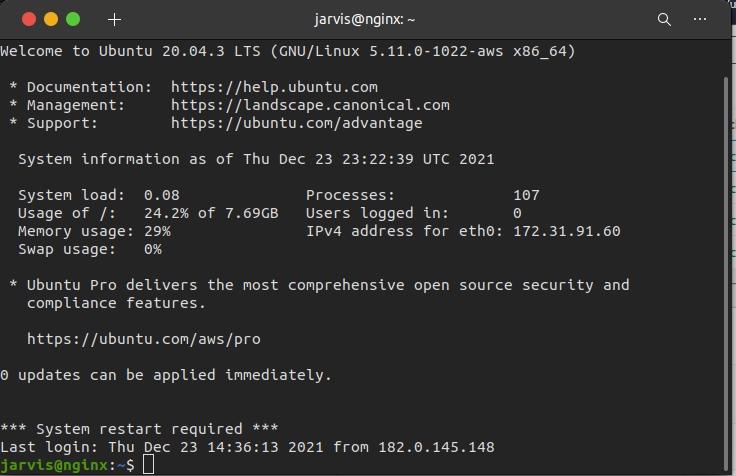 jarvis@nginx: ~
Welcome to Ubuntu 20.04.3 LTS (GNU/Linux 5.11.0-1022-aws x86_64)
* Documentation: https://help.ubuntu.com
* Management: https://landscape.canonical.com
* Support: https://ubuntu.com/advantage
System information as of Thu Dec 23 23:22:39 UTC 2021
System load: 0.08 Processes: 107
Usage of /: 24.2% of 7.69GB Users logged in: 0
Memory usage: 29% IPv4 address for eth0: 172.31.91.60
Swap usage: 0%
* Ubuntu Pro delivers the most comprehensive open source security and
compliance features.
https://ubuntu.com/aws/pro
0 updates can be applied immediately.
*** System restart required ***
Last login: Thu Dec 23 14:36:13 2021 from 182.0.145.148
jarvis@nginx:~$